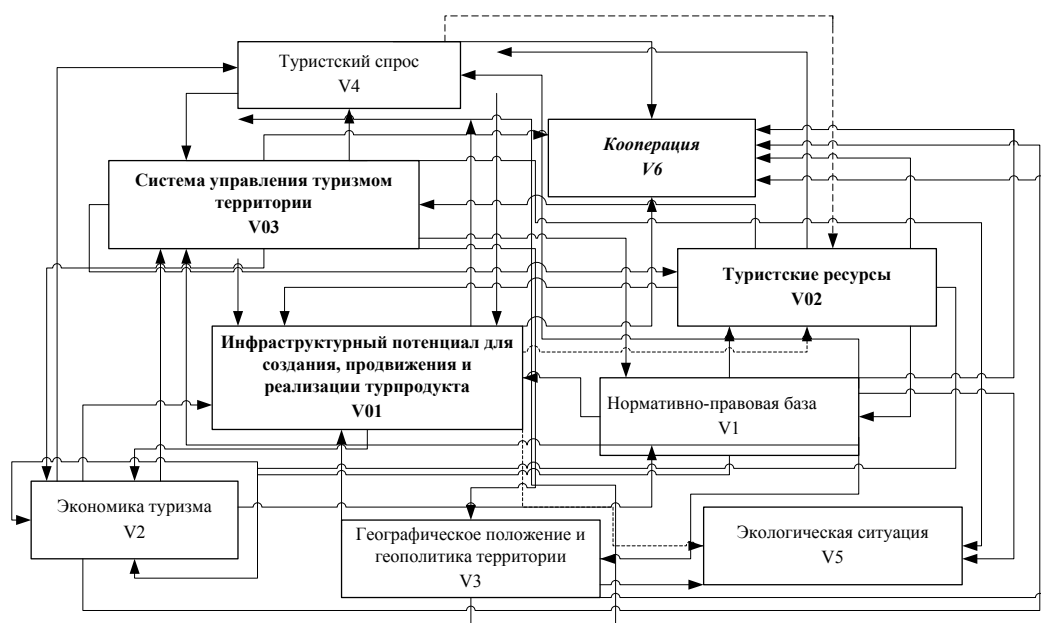 Туристский спрос
V4
Кооперация
V6
Система управления туризмом
территории
V03
Туристские ресурсы
V02
Инфраструктурный потенциал для
создания, продвижения и
реализации турпродукта
V01
Нормативно-правовая база
V1
Экономика туризма
V2
Географическое положение и
геополитика территории
V3
Экологическая ситуация
V5